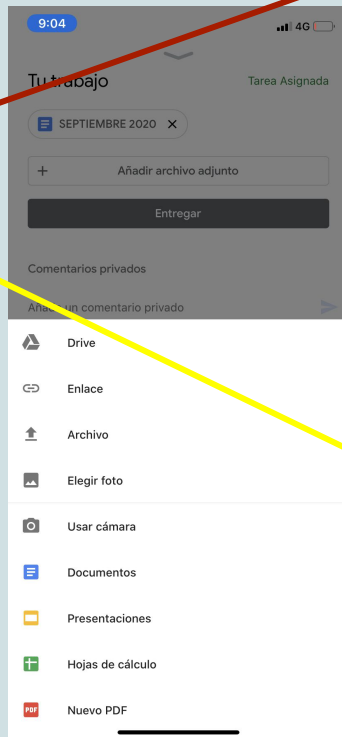 9:04
4G
Tu trabajo
Tarea Asignada
SEPTIEMBRE 2020 X
+ Añadir archivo adjunto
Entregar
Comentarios privados
Añade un comentario privado
Drive
Enlace
Archivo
Elegir foto
Usar cámara
Documentos
Presentaciones
Hojas de cálculo
PDF Nuevo PDF